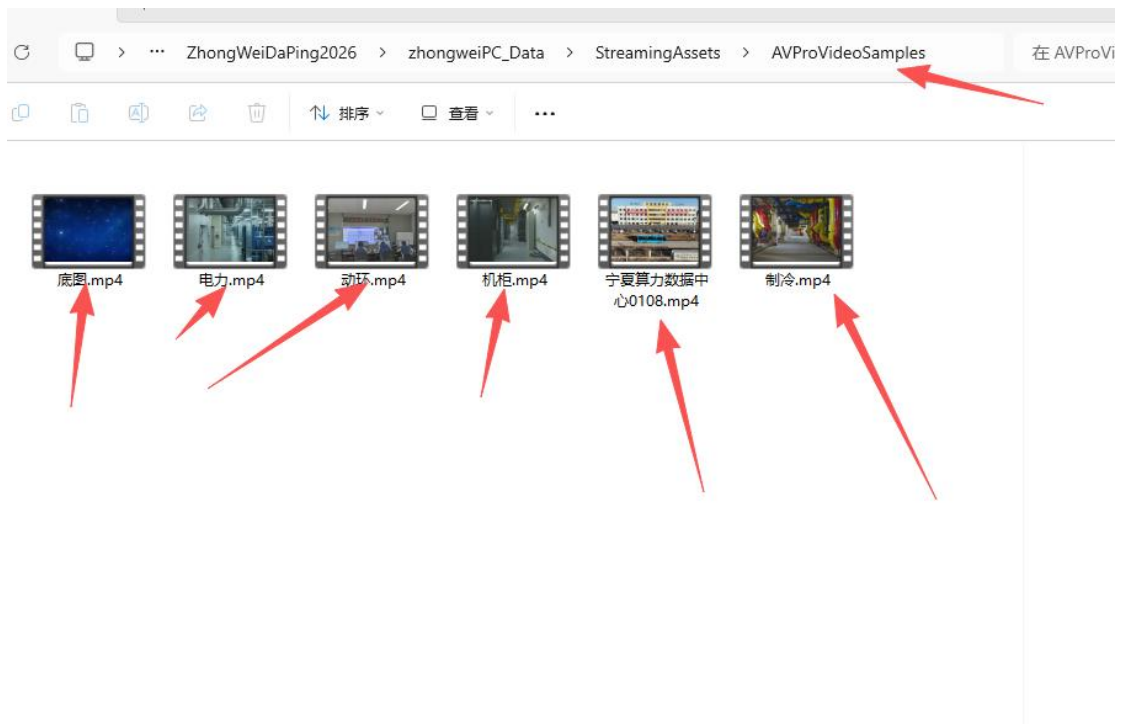 ZhongWeiDaPing2026 > zhongweiPC_Data > StreamingAssets > AVProVideoSamples
在 AVProVi
排序
查看
底图.mp4
电力.mp4
动环.mp4
机柜.mp4
宁夏算力数据中
心0108.mp4
制冷.mp4